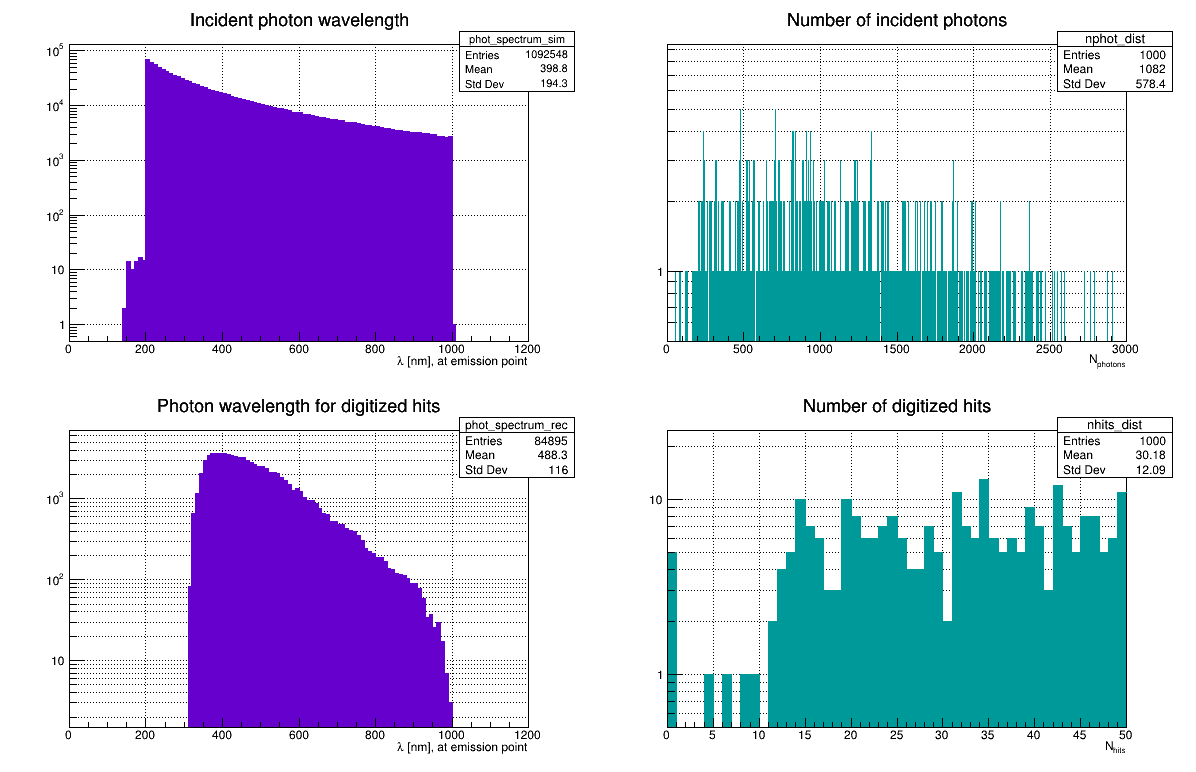 Incident photon wavelength
phot_spectrum_sim
Entries 1092548
Mean 398.8
Std Dev 194.3
10^5
10^4
10^3
10^2
10
1
0 200 400 600 800 1000 1200
λ [nm], at emission point
Number of incident photons
nphot_dist
Entries 1000
Mean 1082
Std Dev 578.4
1
0 500 1000 1500 2000 2500 3000
N_photons
Photon wavelength for digitized hits
phot_spectrum_rec
Entries 84895
Mean 488.3
Std Dev 116
10^3
10^2
10
0 200 400 600 800 1000 1200
λ [nm], at emission point
Number of digitized hits
nhits_dist
Entries 1000
Mean 30.18
Std Dev 12.09
10
1
0 5 10 15 20 25 30 35 40 45 50
N_hits